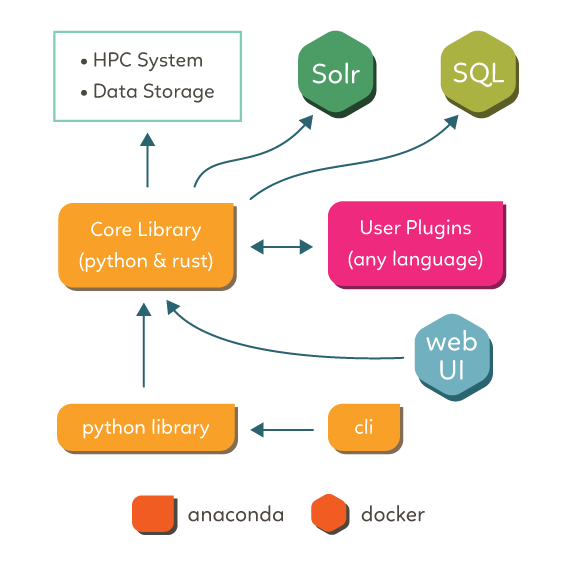 • HPC System
• Data Storage
Solr
SQL
Core Library
(python & rust)
User Plugins
(any language)
web
UI
python library
cli
anaconda
docker